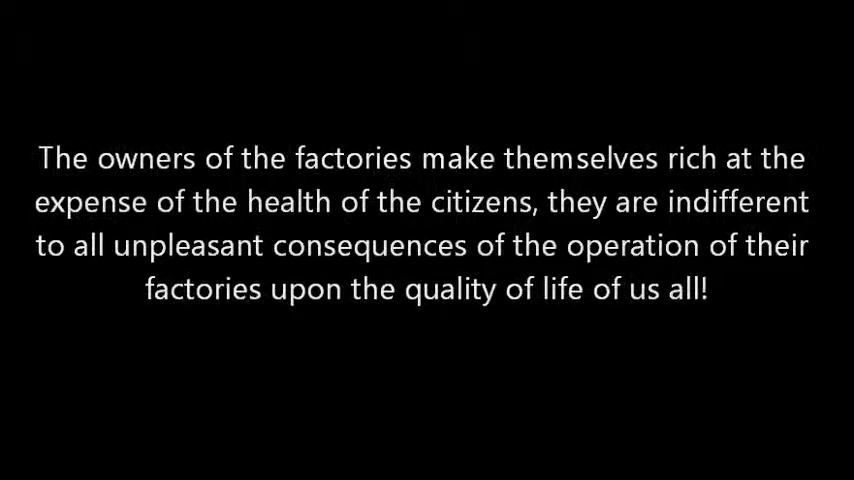 The owners of the factories make themselves rich at the
expense of the health of the citizens, they are indifferent
to all unpleasant consequences of the operation of their
factories upon the quality of life of us all!